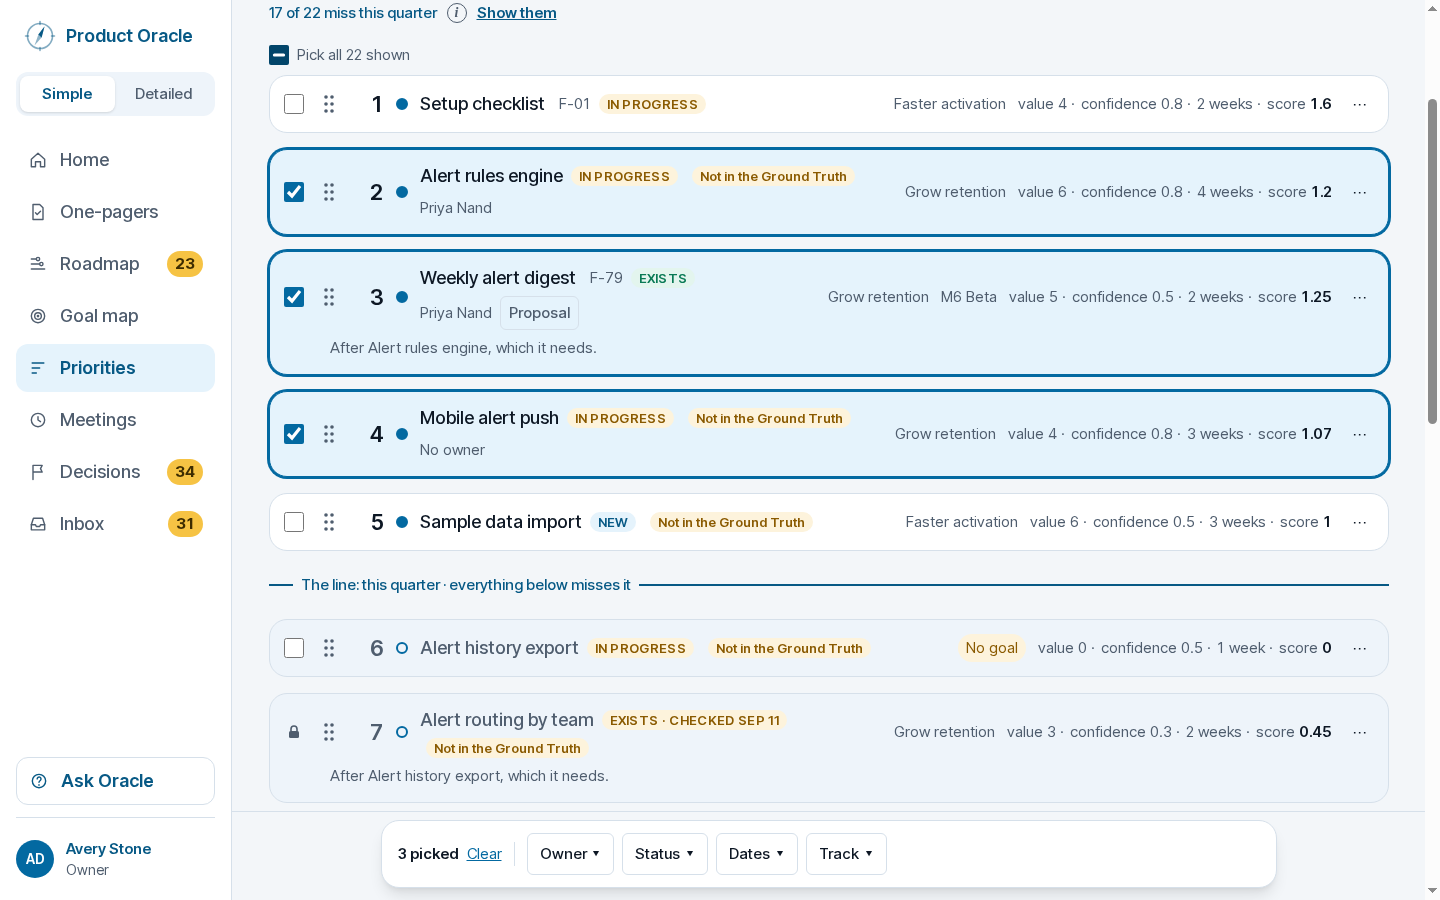 Product Oracle
Simple
Detailed
Home
One-pagers
Roadmap 23
Goal map
Priorities
Meetings
Decisions 34
Inbox 31
Ask Oracle
AD
Avery Stone
Owner
17 of 22 miss this quarter i Show them
Pick all 22 shown
1 Setup checklist F-01 IN PROGRESS Faster activation value 4 · confidence 0.8 · 2 weeks · score 1.6 ···
2 Alert rules engine IN PROGRESS Not in the Ground Truth Grow retention value 6 · confidence 0.8 · 4 weeks · score 1.2 ···
Priya Nand
3 Weekly alert digest F-79 EXISTS Grow retention M6 Beta value 5 · confidence 0.5 · 2 weeks · score 1.25 ···
Priya Nand Proposal
After Alert rules engine, which it needs.
4 Mobile alert push IN PROGRESS Not in the Ground Truth Grow retention value 4 · confidence 0.8 · 3 weeks · score 1.07 ···
No owner
5 Sample data import NEW Not in the Ground Truth Faster activation value 6 · confidence 0.5 · 3 weeks · score 1 ···
The line: this quarter · everything below misses it
6 Alert history export IN PROGRESS Not in the Ground Truth No goal value 0 · confidence 0.5 · 1 week · score 0 ···
7 Alert routing by team EXISTS · CHECKED SEP 11 Grow retention value 3 · confidence 0.3 · 2 weeks · score 0.45 ···
Not in the Ground Truth
After Alert history export, which it needs.
3 picked Clear Owner ▾ Status ▾ Dates ▾ Track ▾